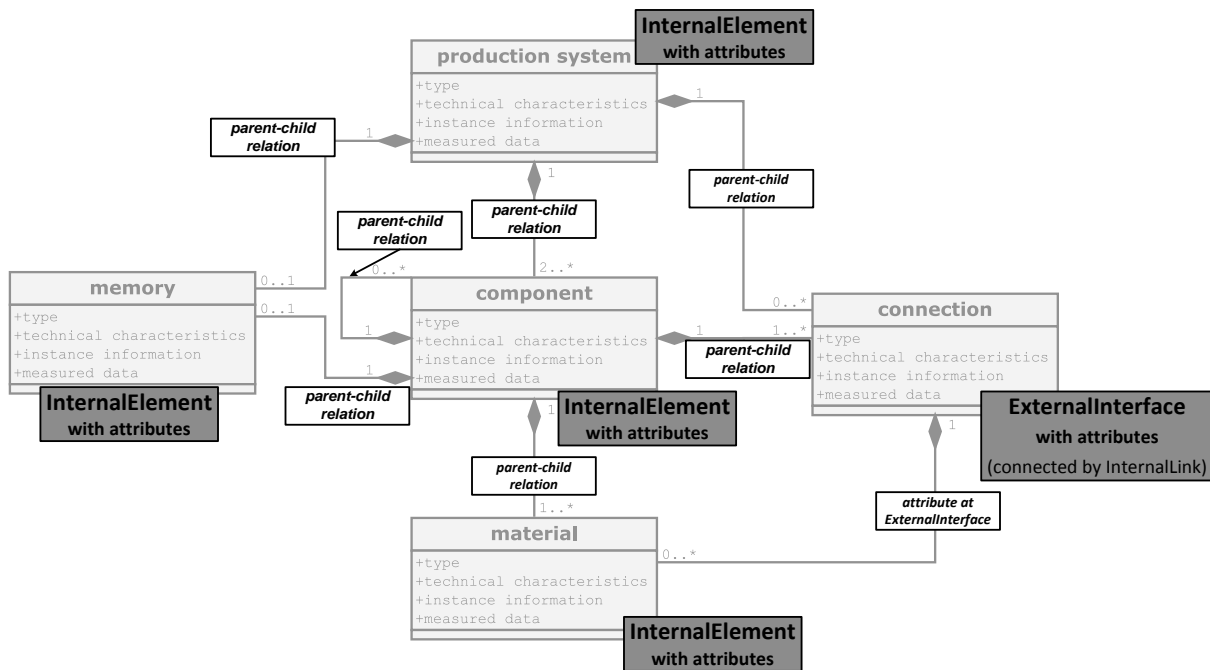 InternalElement
with attributes
production system
+type
+technical characteristics
+instance information
+measured data
1
1
1
parent-child
relation
parent-child
relation
parent-child
relation
parent-child
relation
0..*
2..*
memory
+type
+technical characteristics
+instance information
+measured data
0..1
0..1
InternalElement
with attributes
component
+type
+technical characteristics
+instance information
+measured data
1
1
1
1
1..*
0..*
parent-child
relation
parent-child
relation
InternalElement
with attributes
connection
+type
+technical characteristics
+instance information
+measured data
1
ExternalInterface
with attributes
(connected by InternalLink)
parent-child
relation
attribute at
ExternalInterface
1..*
0..*
material
+type
+technical characteristics
+instance information
+measured data
InternalElement
with attributes